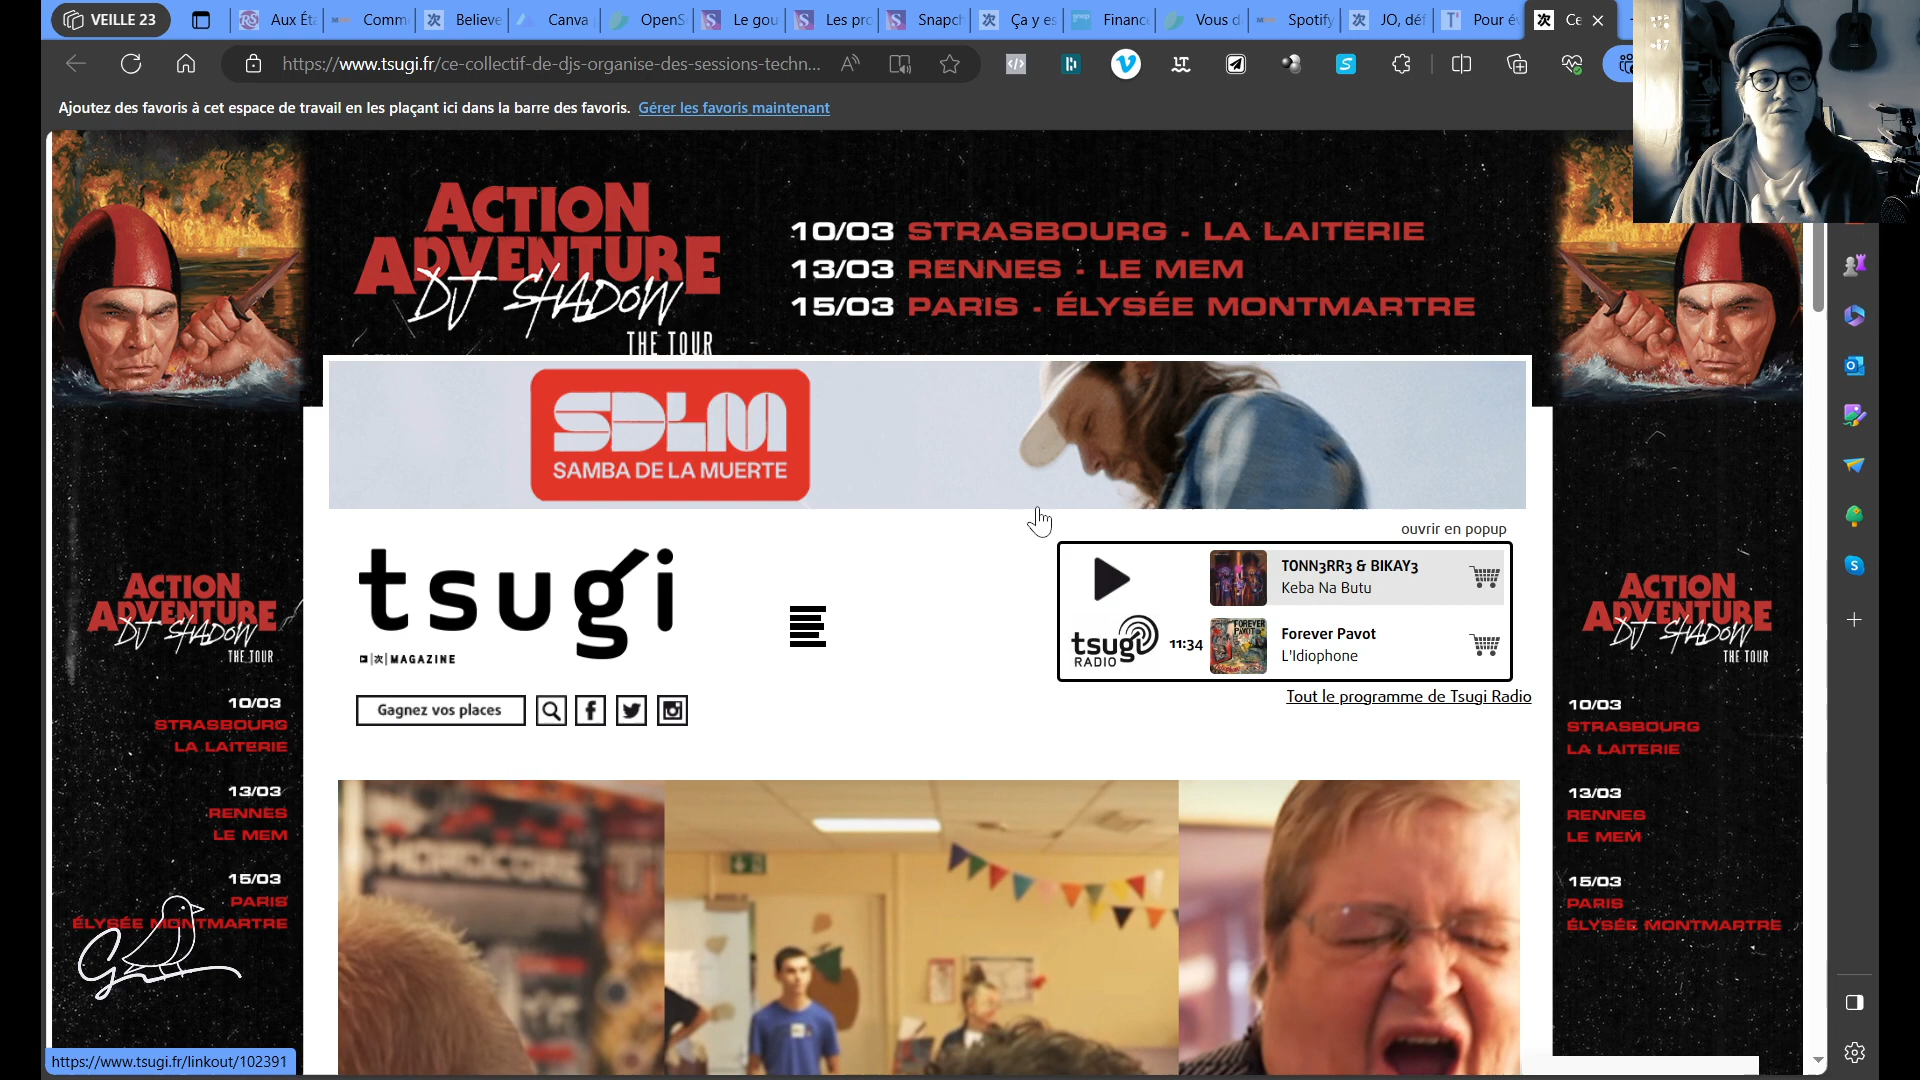 VEILLE 23
Aux Éta
Comm
Believe
Canva
OpenS
Le gou
Les pro
Snapch
Ça y es
Financ
Vous d
Spotify
JO, déf
Pour év
Ce
https://www.tsugi.fr/ce-collectif-de-djs-organise-des-sessions-techn...
Ajoutez des favoris à cet espace de travail en les plaçant ici dans la barre des favoris. Gérer les favoris maintenant
ACTION
ADVENTURE
DJ SHADOW
THE TOUR
10/03 STRASBOURG - LA LAITERIE
13/03 RENNES - LE MEM
15/03 PARIS - ÉLYSÉE MONTMARTRE
SDLM
SAMBA DE LA MUERTE
ouvrir en popup
tsugi
MAGAZINE
TONN3RR3 & BIKAY3
Keba Na Butu
tsugi
RADIO
11:34
Forever Pavot
L'Idiophone
Tout le programme de Tsugi Radio
Gagnez vos places
ACTION
ADVENTURE
DJ SHADOW
THE TOUR
10/03
STRASBOURG
LA LAITERIE
13/03
RENNES
LE MEM
15/03
PARIS
ÉLYSÉE MONTMARTRE
ACTION
ADVENTURE
DJ SHADOW
THE TOUR
10/03
STRASBOURG
LA LAITERIE
13/03
RENNES
LE MEM
15/03
PARIS
ÉLYSÉE MONTMARTRE
HARDCORE
https://www.tsugi.fr/linkout/102391